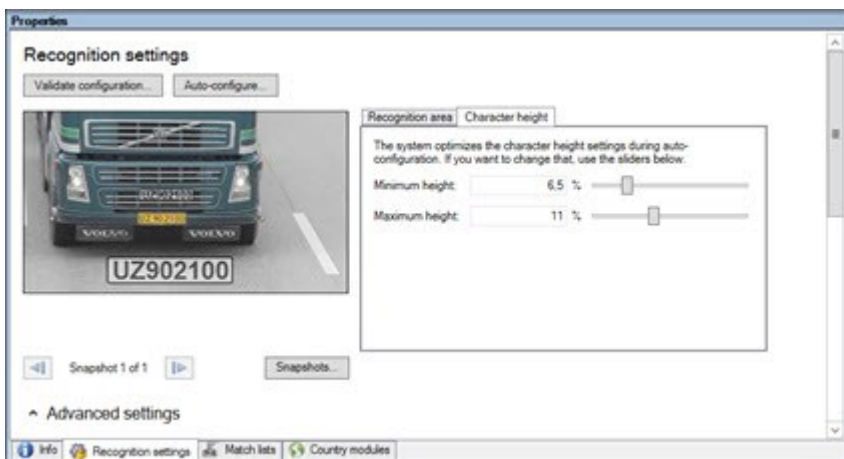 Properties
Recognition settings
Validate configuration...
Auto-configure...
Recognition area
Character height
The system optimizes the character height settings during auto-
configuration. If you want to change that, use the sliders below.
Minimum height:
6.5 %
Maximum height:
11 %
UZ 902100
VOLVO
VOLVO
UZ902100
Snapshot 1 of 1
Snapshots...
Advanced settings
Info
Recognition settings
Match lists
Country modules